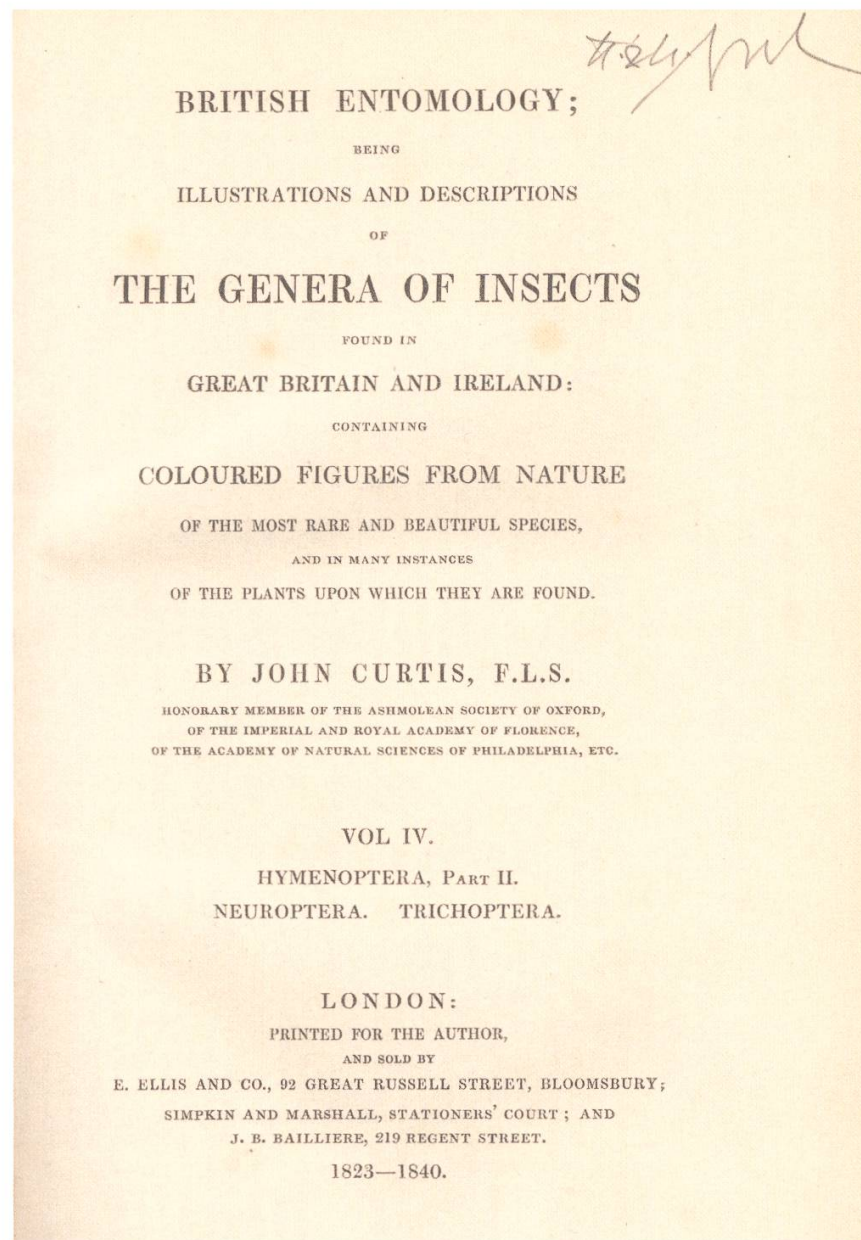 BRITISH ENTOMOLOGY;
BEING
ILLUSTRATIONS AND DESCRIPTIONS
OF
THE GENERA OF INSECTS
FOUND IN
GREAT BRITAIN AND IRELAND:
CONTAINING
COLOURED FIGURES FROM NATURE
OF THE MOST RARE AND BEAUTIFUL SPECIES,
AND IN MANY INSTANCES
OF THE PLANTS UPON WHICH THEY ARE FOUND.
BY JOHN CURTIS, F.L.S.
HONORARY MEMBER OF THE ASHMOLEAN SOCIETY OF OXFORD,
OF THE IMPERIAL AND ROYAL ACADEMY OF FLORENCE,
OF THE ACADEMY OF NATURAL SCIENCES OF PHILADELPHIA, ETC.
VOL IV.
HYMENOPTERA, PART II.
NEUROPTERA. TRICHOPTERA.
LONDON:
PRINTED FOR THE AUTHOR,
AND SOLD BY
E. ELLIS AND CO., 92 GREAT RUSSELL STREET, BLOOMSBURY;
SIMPKIN AND MARSHALL, STATIONERS' COURT; AND
J. B. BAILLIERE, 219 REGENT STREET.
1823—1840.